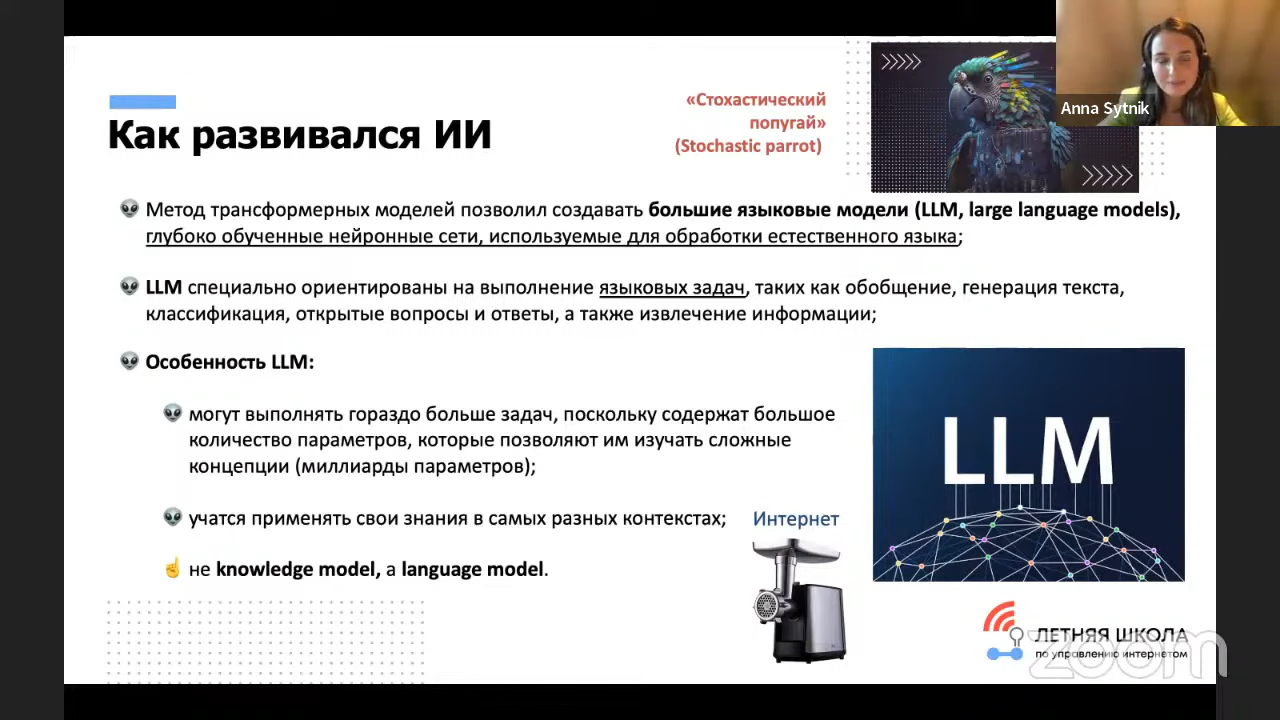 «Стохастический
попугай»
(Stochastic parrot)
Anna Sytnik
Как развивался ИИ
Метод трансформерных моделей позволил создавать большие языковые модели (LLM, large language models),
глубоко обученные нейронные сети, используемые для обработки естественного языка;
LLM специально ориентированы на выполнение языковых задач, таких как обобщение, генерация текста,
классификация, открытые вопросы и ответы, а также извлечение информации;
Особенность LLM:
могут выполнять гораздо больше задач, поскольку содержат большое
количество параметров, которые позволяют им изучать сложные
концепции (миллиарды параметров);
учатся применять свои знания в самых разных контекстах;
не knowledge model, а language model.
Интернет
LLM
ЛЕТНЯЯ ШКОЛА
по управлению интернетом
zoom